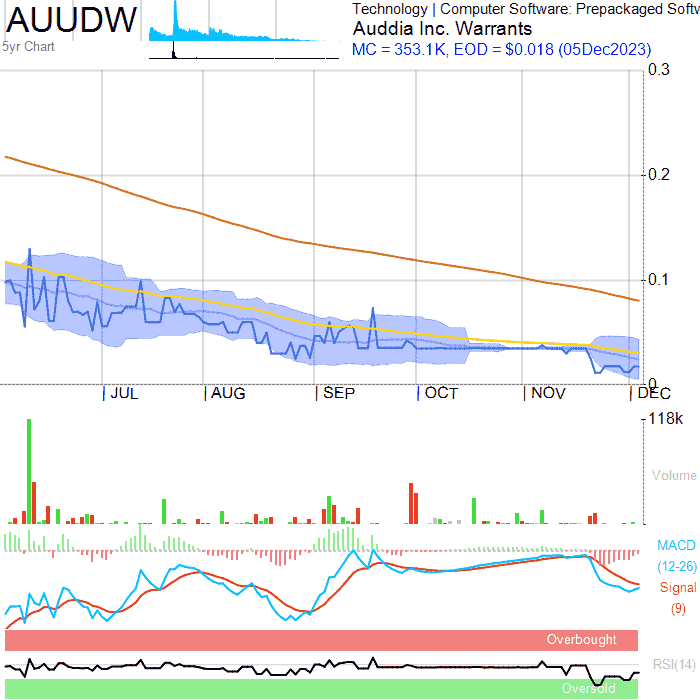 AUUDW
5yr Chart
Technology | Computer Software: Prepackaged Softw
Auddia Inc. Warrants
MC = 353.1K, EOD = $0.018 (05Dec2023)
0.3
0.2
0.1
0
JUL AUG SEP OCT NOV DEC
118k
Volume
MACD
(12-26)
Signal
(9)
Overbought
RSI(14)
Oversold